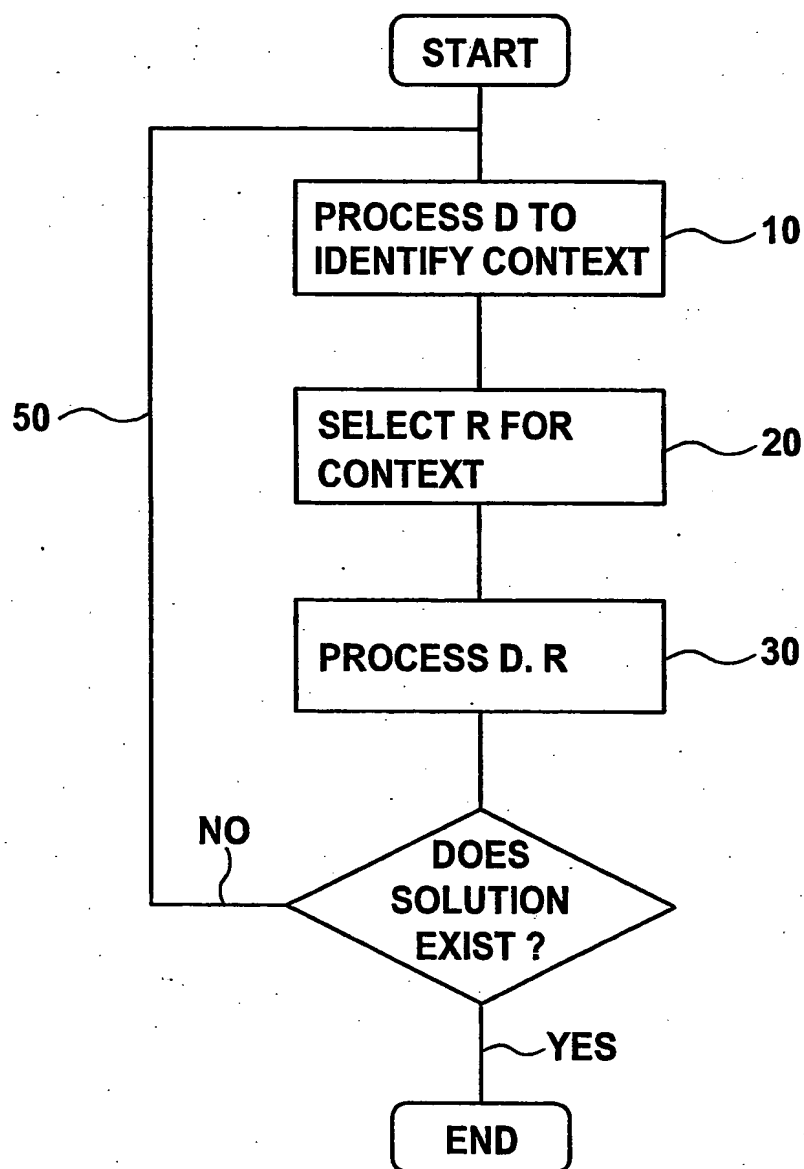 START
PROCESS D TO
IDENTIFY CONTEXT
10
50
SELECT R FOR
CONTEXT
20
PROCESS D. R
30
NO
DOES
SOLUTION
EXIST ?
YES
END